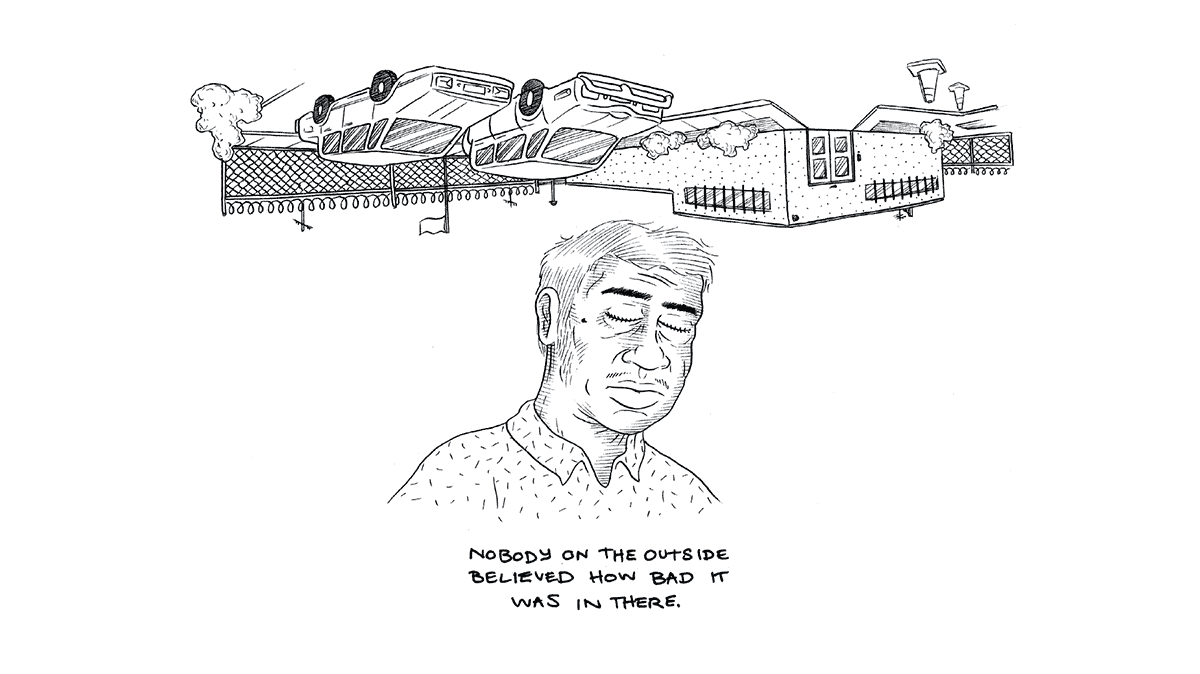 NOBODY ON THE OUTSIDE
BELIEVED HOW BAD IT
WAS IN THERE.